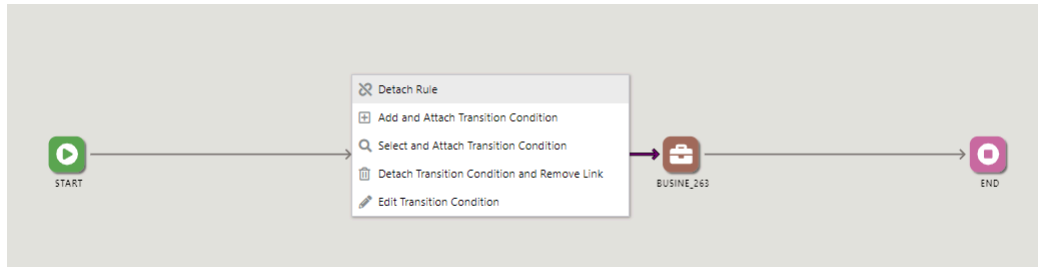 Detach Rule
Add and Attach Transition Condition
Select and Attach Transition Condition
Detach Transition Condition and Remove Link
Edit Transition Condition
START
BUSINE_263
END